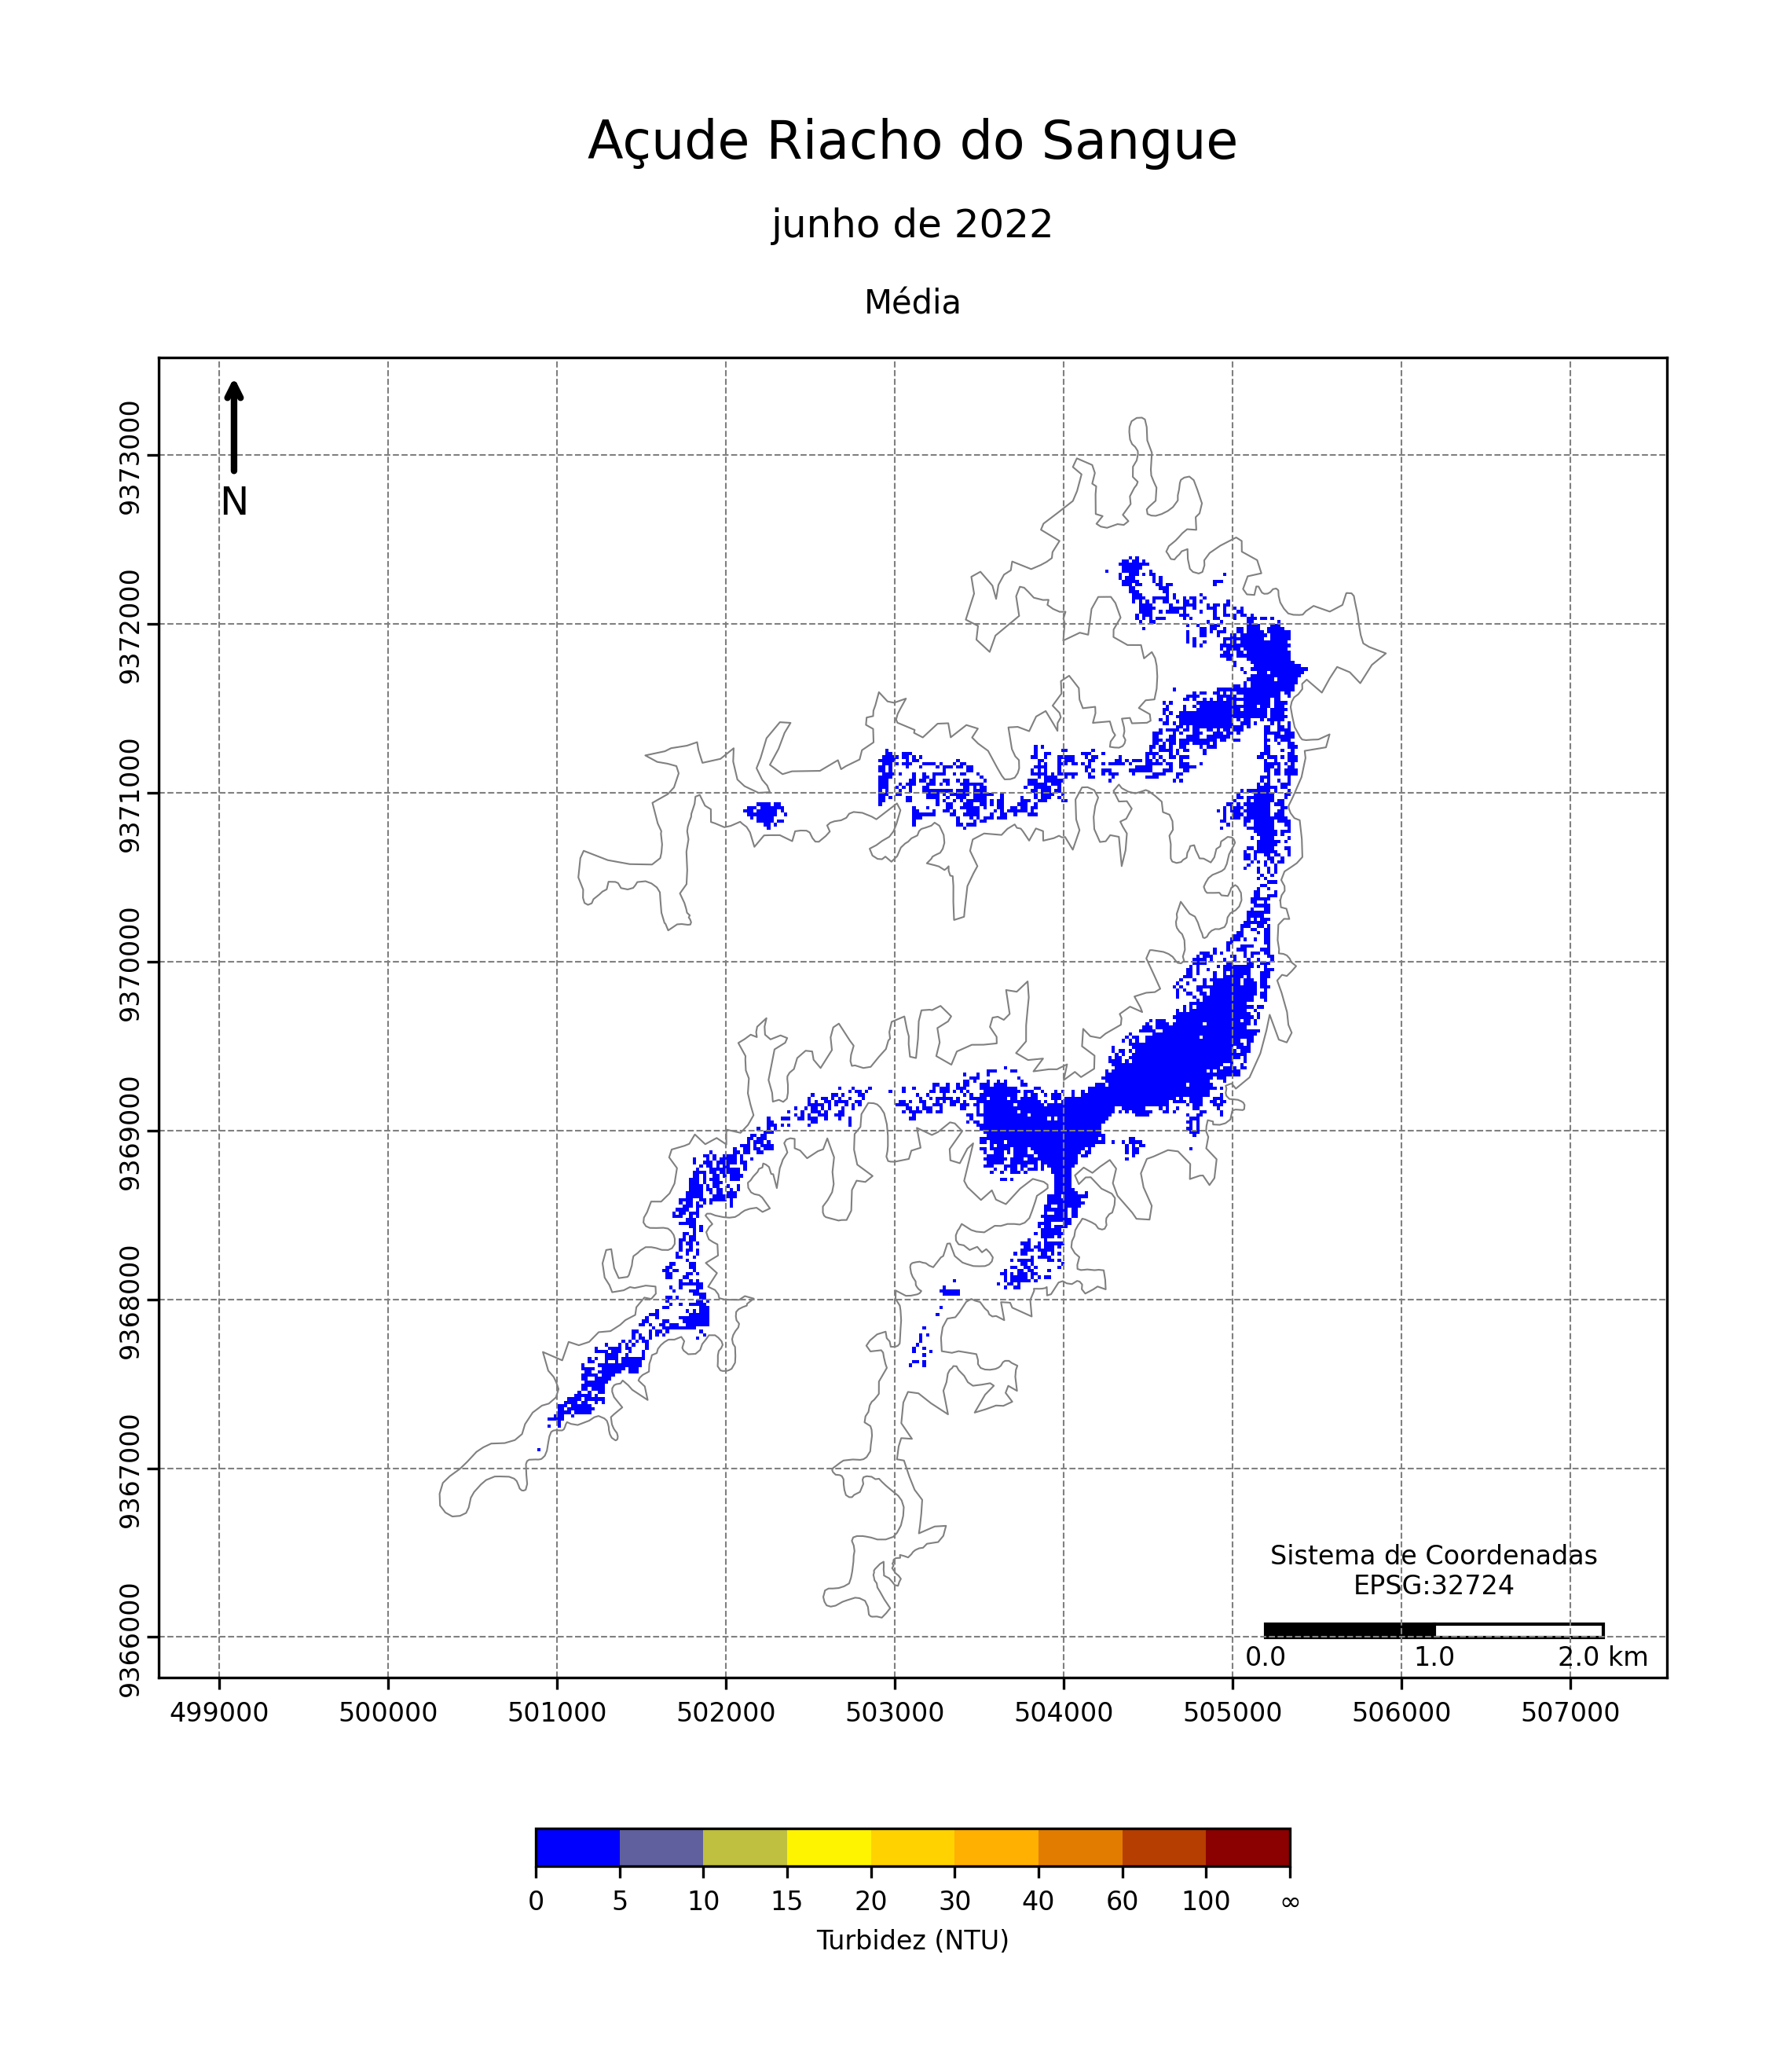 Açude Riacho do Sangue
junho de 2022
Média
N
9373000
9372000
9371000
9370000
9369000
9368000
9367000
9366000
Sistema de Coordenadas
EPSG:32724
0.0 1.0 2.0 km
499000 500000 501000 502000 503000 504000 505000 506000 507000
0 5 10 15 20 30 40 60 100 ∞
Turbidez (NTU)